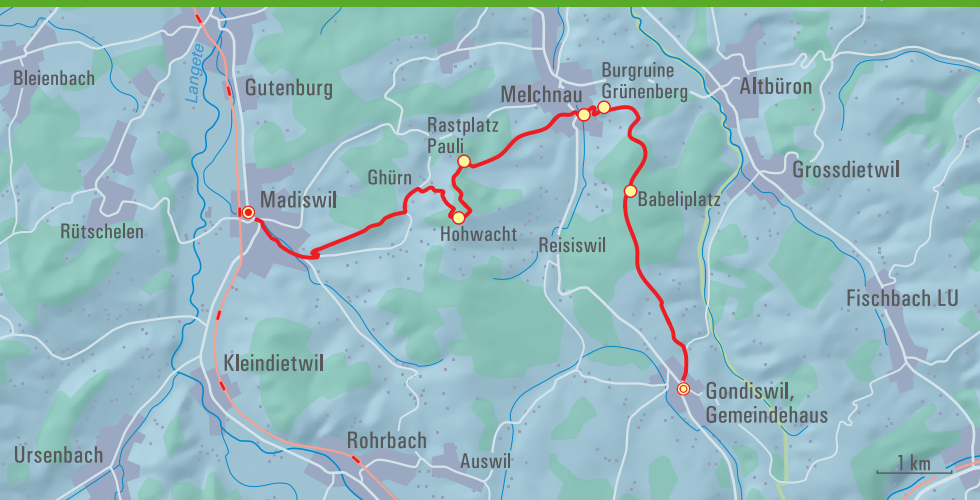 Bleienbach
Langete
Gutenburg
Melchnau
Burgruine
Grünenberg
Altbüron
Rastplatz
Pauli
Ghürn
Grossdietwil
Madiswil
Babeliplatz
Rütschelen
Hohwacht
Reisiswil
Fischbach LU
Kleindietwil
Gondiswil,
Gemeindehaus
Ursenbach
Rohrbach
Auswil
1 km